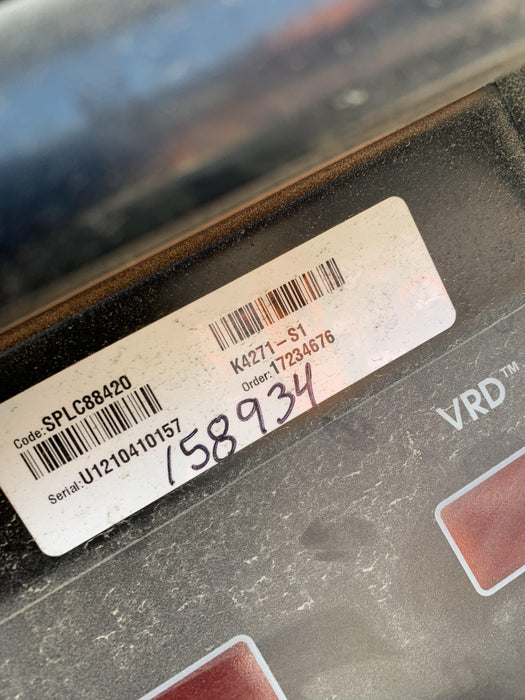 K4271-S1
Order:17234676
Code:SPLC88420
Serial:U1210410157
158934
VRD™